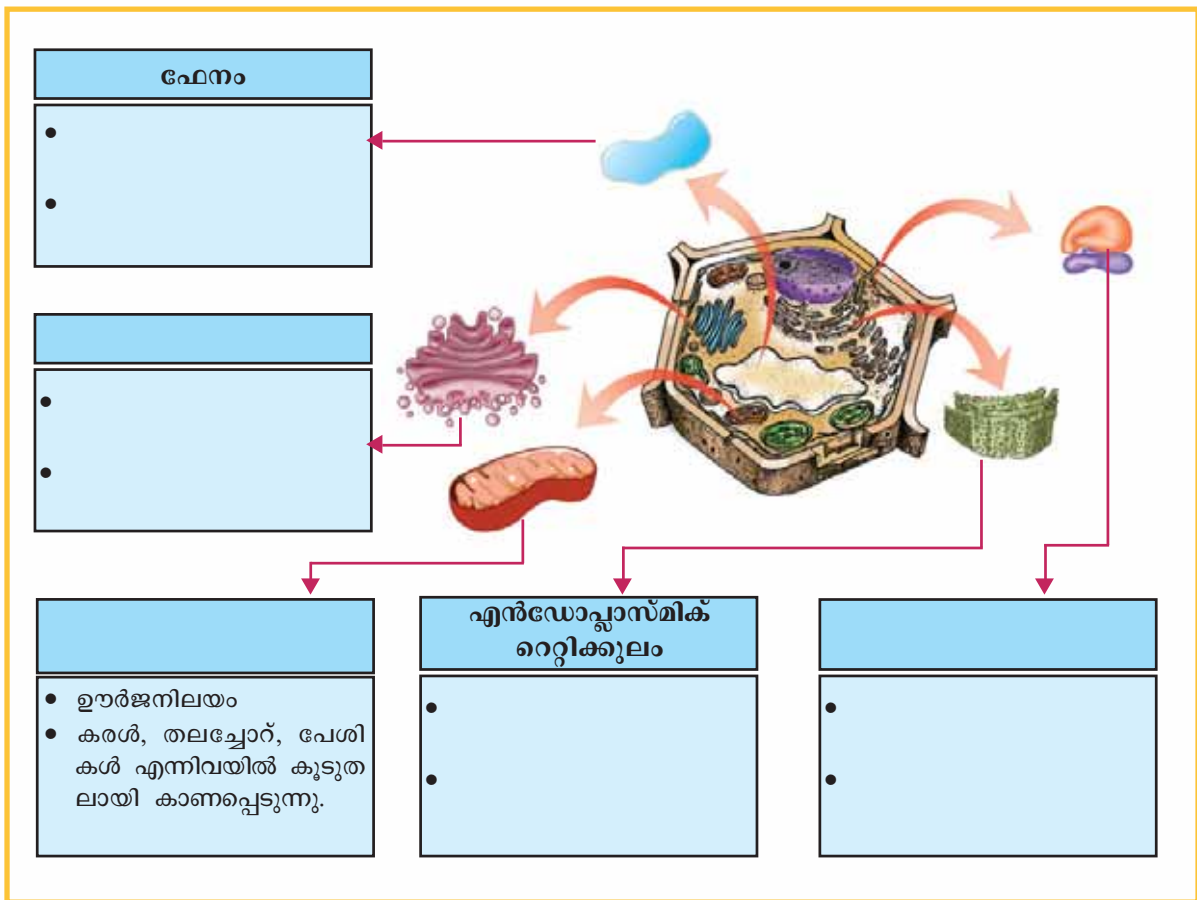 ഫേനം
•
•
•
•
• ഊർജനിലയം
• കരൾ, തലച്ചോറ്, പേശി
കൾ എന്നിവയിൽ കൂടുത
ലായി കാണപ്പെടുന്നു.
എൻഡോപ്ലാസ്മിക്
റെറ്റിക്കുലം
•
•
•
•